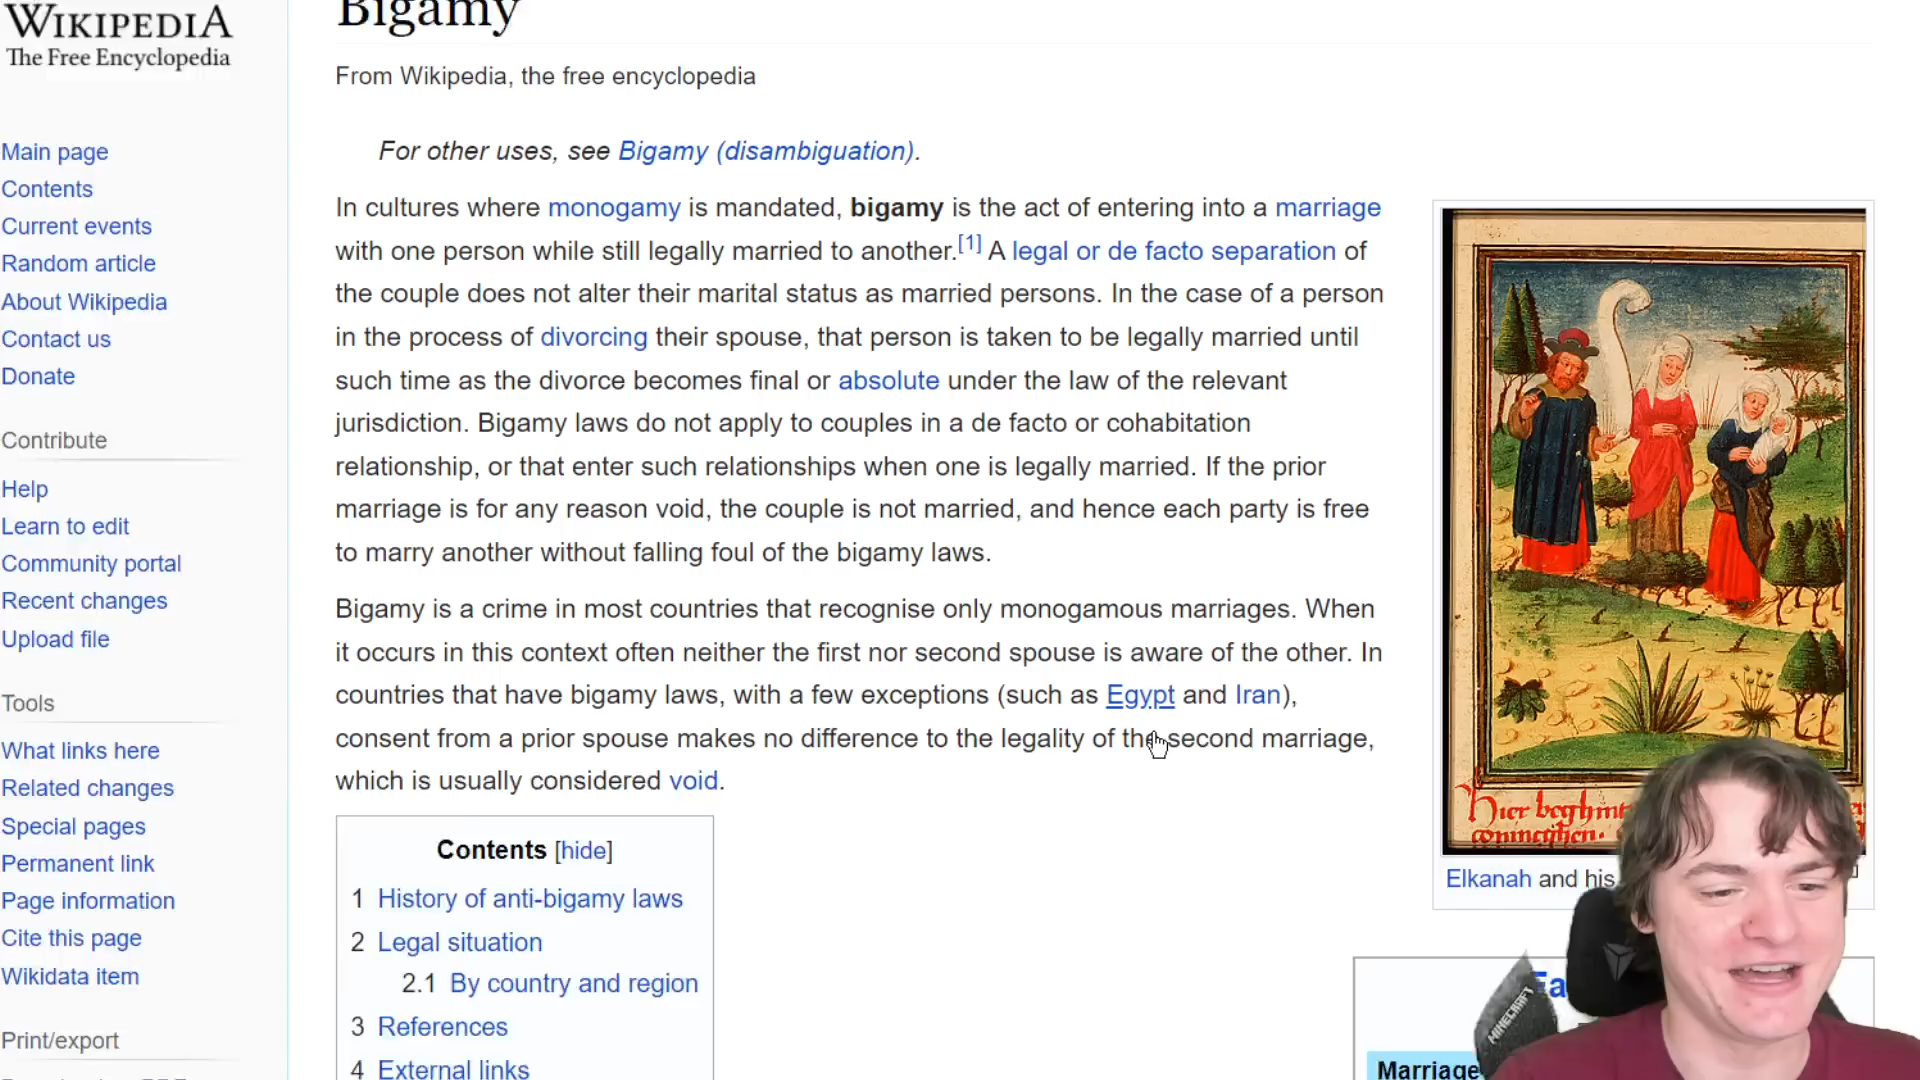 WIKIPEDIA
The Free Encyclopedia
Main page
Contents
Current events
Random article
About Wikipedia
Contact us
Donate
Contribute
Help
Learn to edit
Community portal
Recent changes
Upload file
Tools
What links here
Related changes
Special pages
Permanent link
Page information
Cite this page
Wikidata item
Print/export
Bigamy
From Wikipedia, the free encyclopedia
For other uses, see Bigamy (disambiguation).
In cultures where monogamy is mandated, bigamy is the act of entering into a marriage
with one person while still legally married to another.[1] A legal or de facto separation of
the couple does not alter their marital status as married persons. In the case of a person
in the process of divorcing their spouse, that person is taken to be legally married until
such time as the divorce becomes final or absolute under the law of the relevant
jurisdiction. Bigamy laws do not apply to couples in a de facto or cohabitation
relationship, or that enter such relationships when one is legally married. If the prior
marriage is for any reason void, the couple is not married, and hence each party is free
to marry another without falling foul of the bigamy laws.
Bigamy is a crime in most countries that recognise only monogamous marriages. When
it occurs in this context often neither the first nor second spouse is aware of the other. In
countries that have bigamy laws, with a few exceptions (such as Egypt and Iran),
consent from a prior spouse makes no difference to the legality of the second marriage,
which is usually considered void.
Contents [hide]
1 History of anti-bigamy laws
2 Legal situation
2.1 By country and region
3 References
4 External links
Elkanah and his
MINECRAFT
Marriage